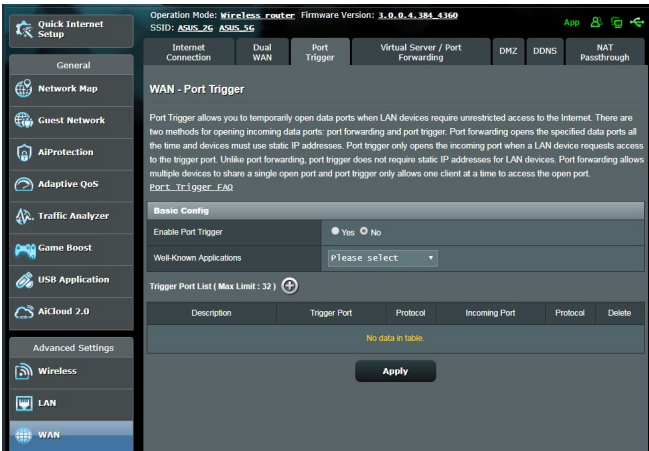 Quick Internet
Setup
General
Network Map
Guest Network
AiProtection
Adaptive QoS
Traffic Analyzer
Game Boost
USB Application
AiCloud 2.0
Advanced Settings
Wireless
LAN
WAN
Operation Mode: Wireless router Firmware Version: 3.0.0.4.384_4360
SSID: ASUS_2G ASUS_5G
App
Internet Connection
Dual WAN
Port Trigger
Virtual Server / Port Forwarding
DMZ
DDNS
NAT Passthrough
WAN - Port Trigger
Port Trigger allows you to temporarily open data ports when LAN devices require unrestricted access to the Internet. There are
two methods for opening incoming data ports: port forwarding and port trigger. Port forwarding opens the specified data ports all
the time and devices must use static IP addresses. Port trigger only opens the incoming port when a LAN device requests access
to the trigger port. Unlike port forwarding, port trigger does not require static IP addresses for LAN devices. Port forwarding allows
multiple devices to share a single open port and port trigger only allows one client at a time to access the open port.
Port Trigger FAQ
Basic Config
Enable Port Trigger Yes No
Well-Known Applications Please select
Trigger Port List ( Max Limit : 32 )
Description Trigger Port Protocol Incoming Port Protocol Delete
No data in table.
Apply